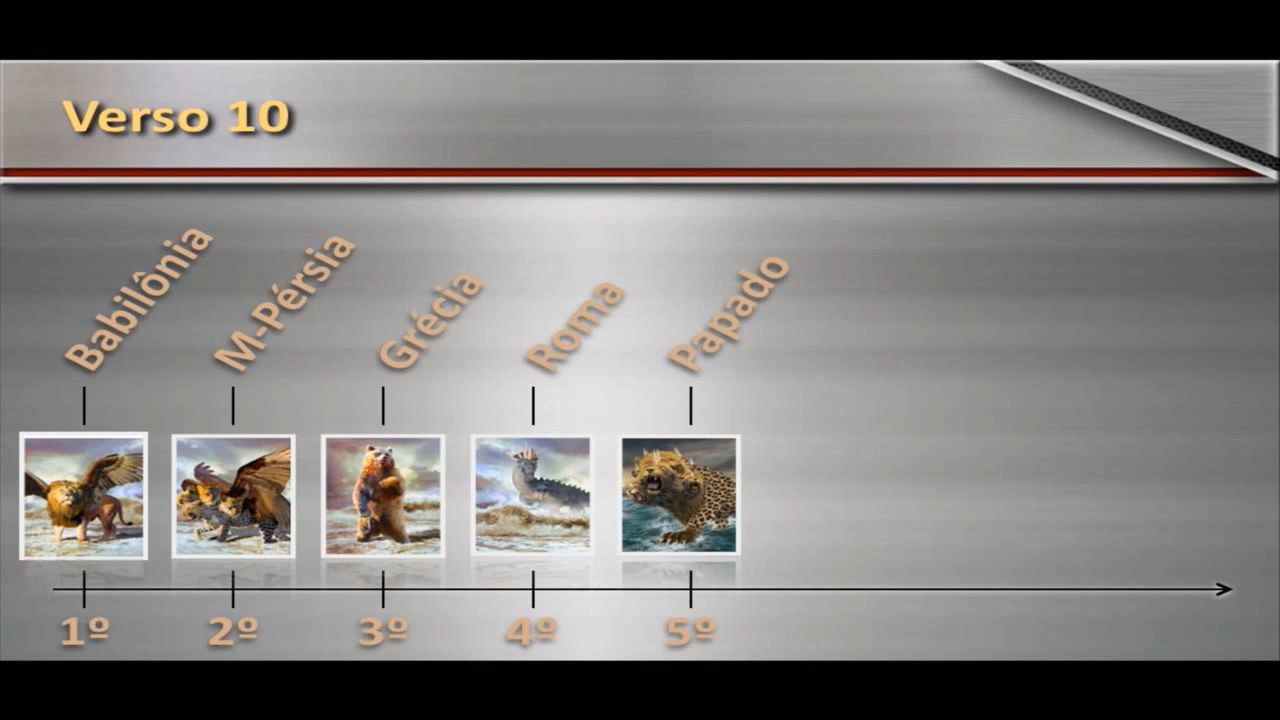 Verso 10
Babilônia
M-Pérsia
Grécia
Roma
Papado
1º
2º
3º
4º
5º